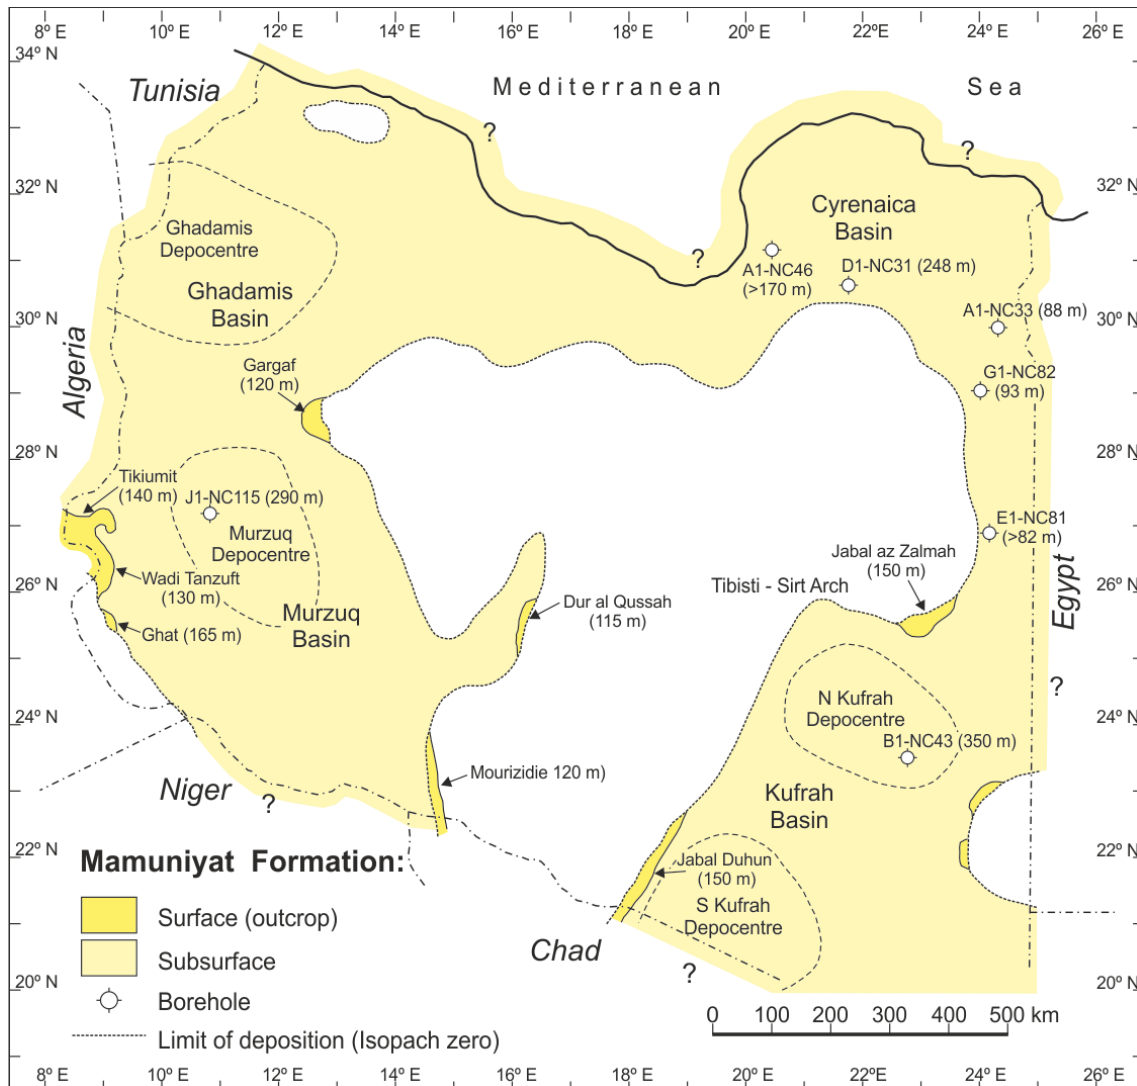 8º E 10º E 12º E 14º E 16º E 18º E 20º E 22º E 24º E 26º E
34º N
32º N
30º N
28º N
26º N
24º N
22º N
20º N
34º N
32º N
30º N
28º N
26º N
24º N
22º N
20º N
Tunisia
Mediterranean Sea
?
?
?
Ghadamis
Depocentre
Ghadamis
Basin
Algeria
Cyrenaica
Basin
A1-NC46
(>170 m)
D1-NC31 (248 m)
A1-NC33 (88 m)
G1-NC82
(93 m)
Gargaf
(120 m)
Tikiumit
(140 m)
J1-NC115 (290 m)
Murzuq
Depocentre
Wadi Tanzuft
(130 m)
Murzuq
Basin
Ghat (165 m)
E1-NC81
(>82 m)
Jabal az Zalmah
(150 m)
Tibisti - Sirt Arch
Dur al Qussah
(115 m)
Egypt
?
N Kufrah
Depocentre
B1-NC43 (350 m)
Mourizidie 120 m)
Niger
?
Kufrah
Basin
Jabal Duhun
(150 m)
S Kufrah
Depocentre
Chad
?
Mamuniyat Formation:
Surface (outcrop)
Subsurface
Borehole
Limit of deposition (Isopach zero)
0 100 200 300 400 500 km
8º E 10º E 12º E 14º E 16º E 18º E 20º E 22º E 24º E 26º E